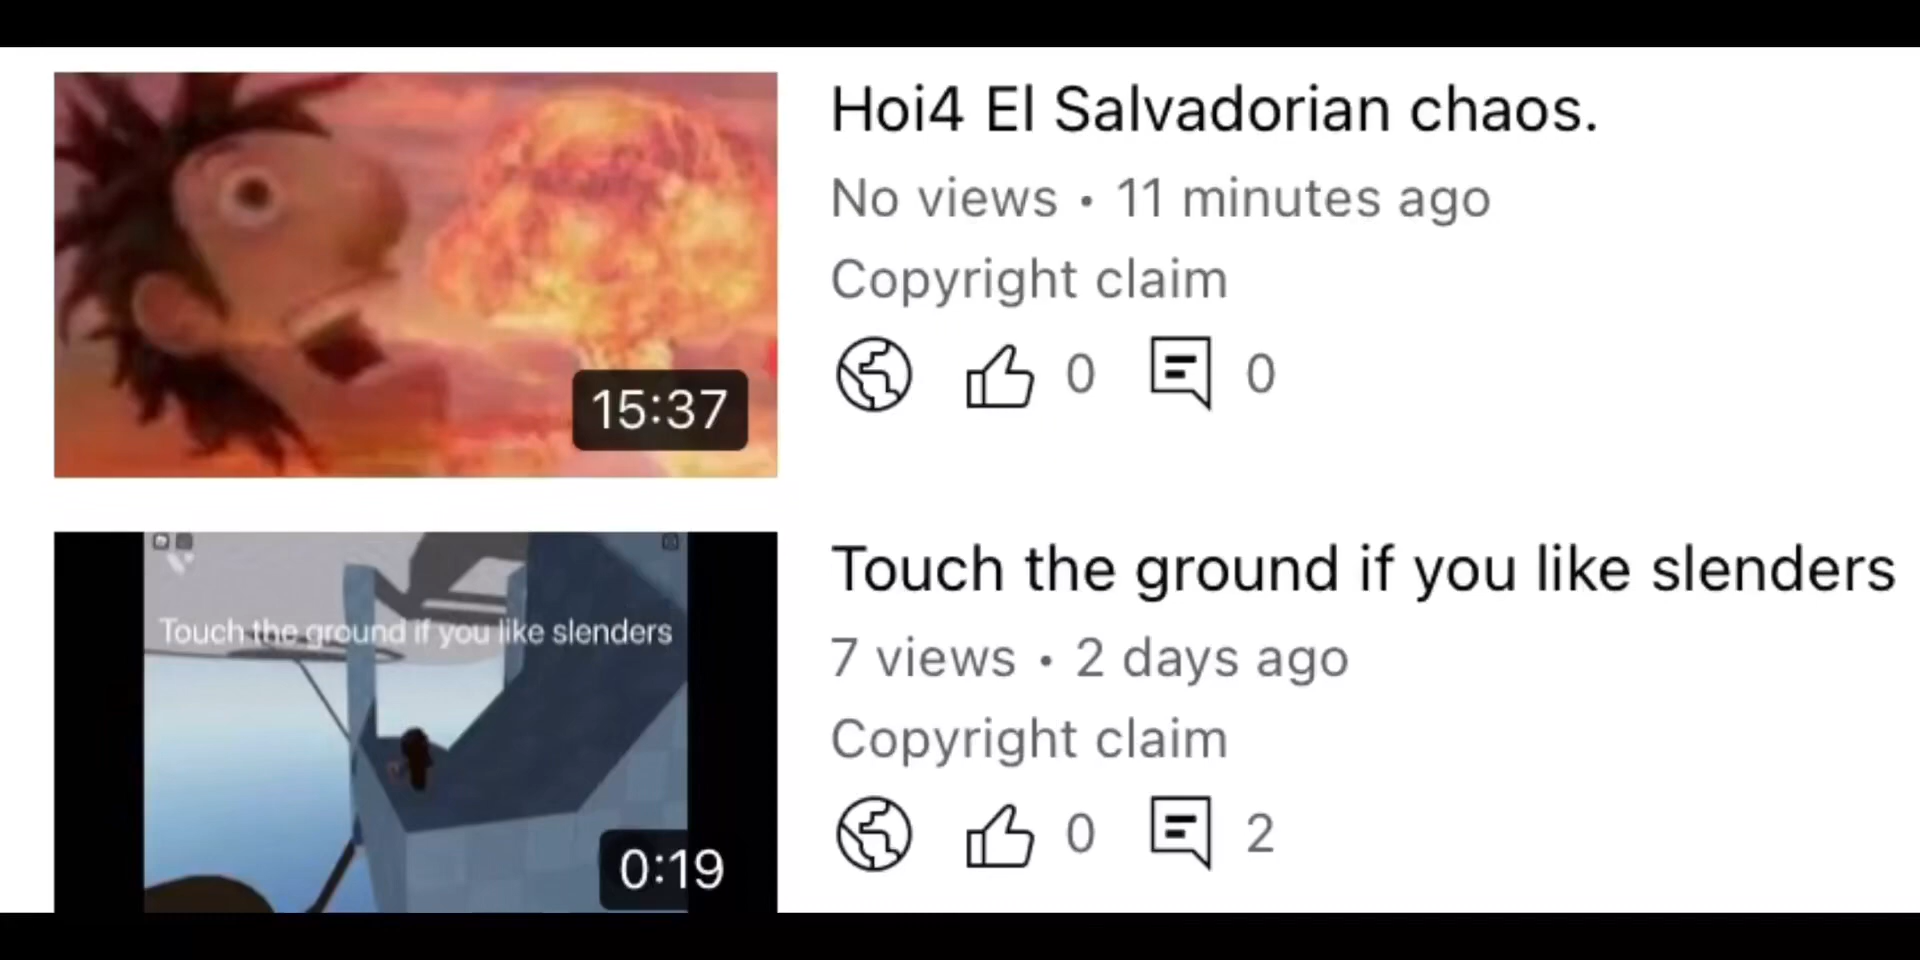 Hoi4 El Salvadorian chaos.
No views • 11 minutes ago
Copyright claim
0 0
15:37
Touch the ground if you like slenders
7 views • 2 days ago
Copyright claim
0 2
Touch the ground if you like slenders
0:19